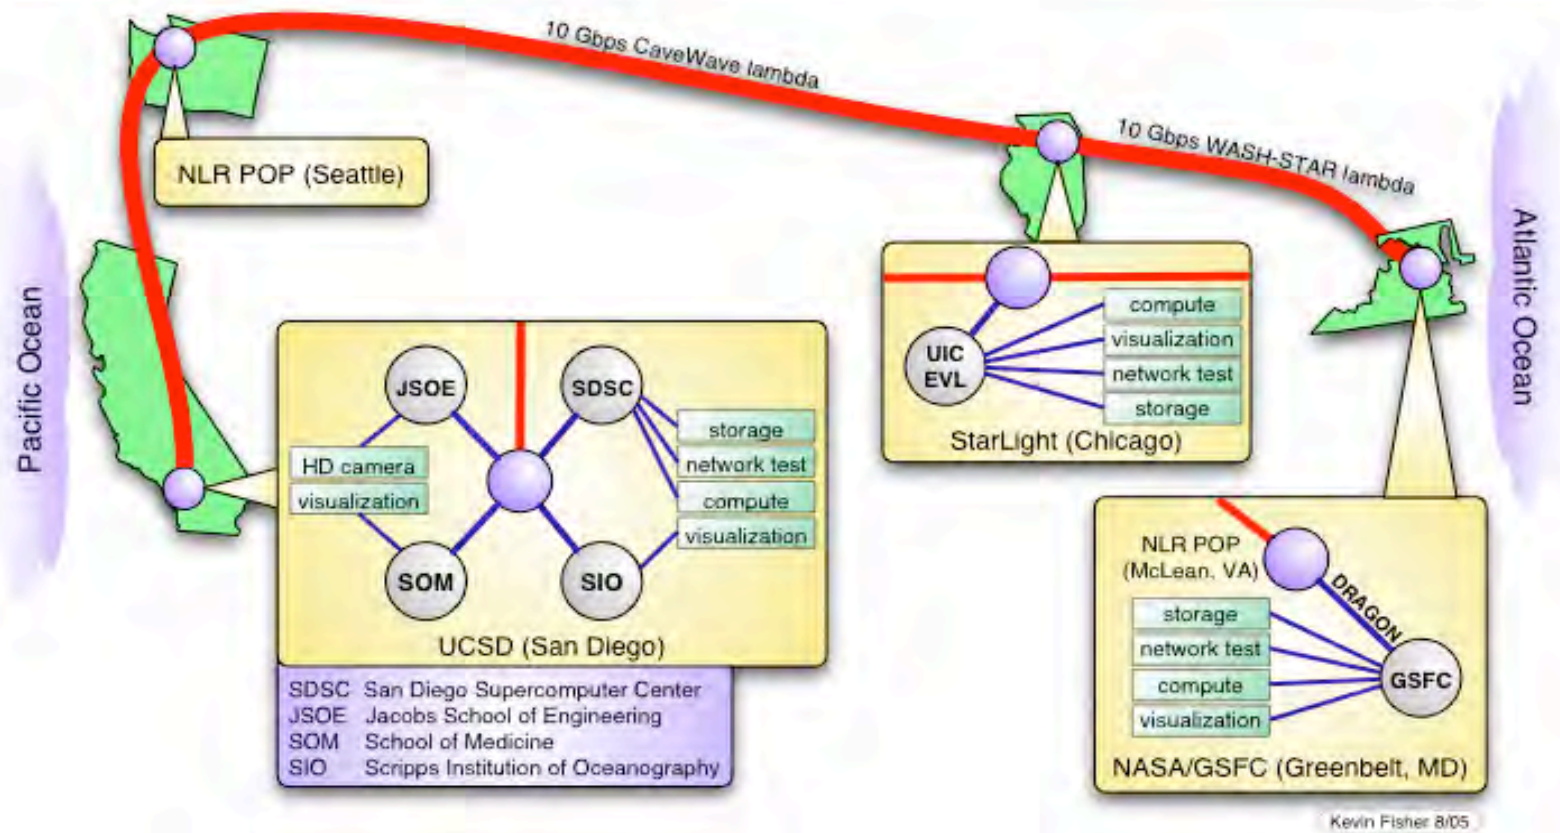 10 Gbps CaveWave lambda
10 Gbps WASH-STAR lambda
NLR POP (Seattle)
Pacific Ocean
Atlantic Ocean
JSOE
SDSC
HD camera
visualization
storage
network test
compute
visualization
SOM
SIO
UCSD (San Diego)
SDSC San Diego Supercomputer Center
JSOE Jacobs School of Engineering
SOM School of Medicine
SIO Scripps Institution of Oceanography
UIC
EVL
compute
visualization
network test
storage
StarLight (Chicago)
NLR POP
(McLean, VA)
DRAGON
storage
network test
compute
visualization
GSFC
NASA/GSFC (Greenbelt, MD)
Kevin Fisher 8/05